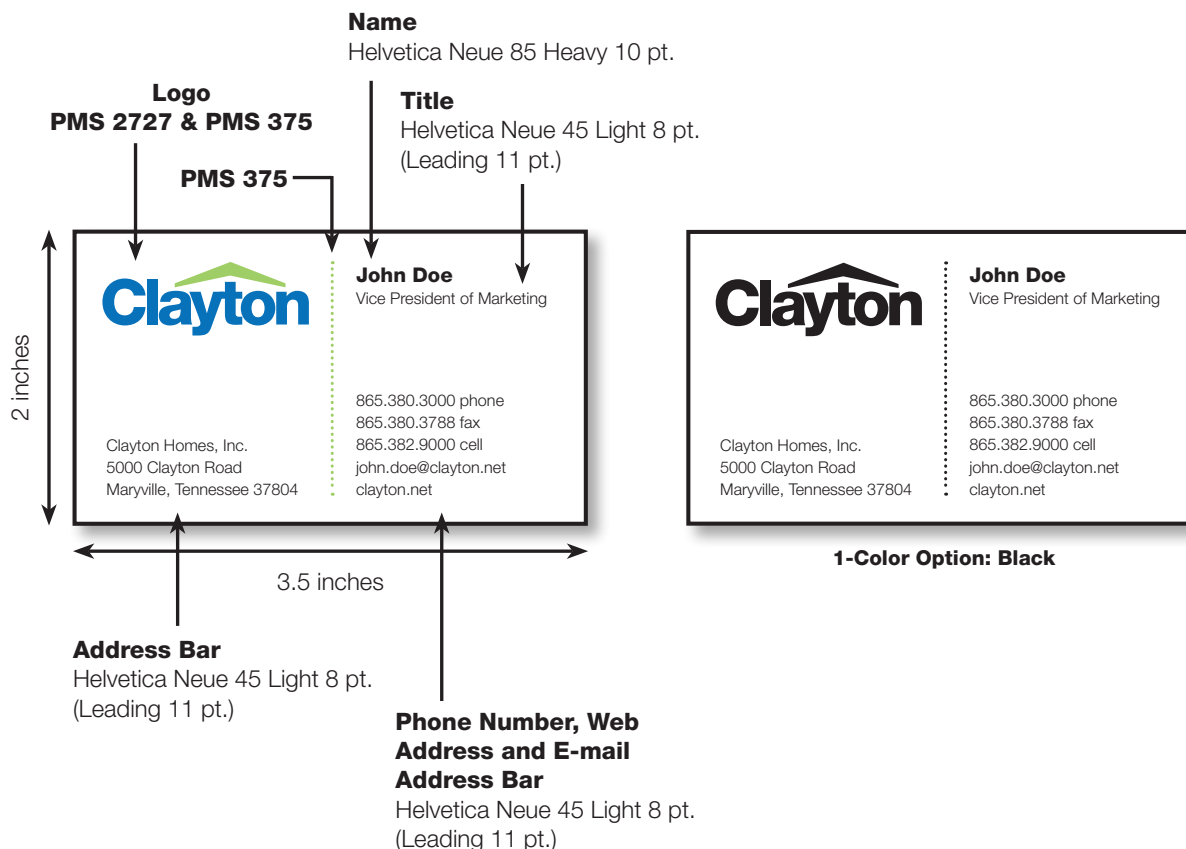 Name
Helvetica Neue 85 Heavy 10 pt.
Logo
PMS 2727 & PMS 375
Title
Helvetica Neue 45 Light 8 pt.
(Leading 11 pt.)
PMS 375
2 inches
Clayton
John Doe
Vice President of Marketing
865.380.3000 phone
865.380.3788 fax
865.382.9000 cell
john.doe@clayton.net
clayton.net
Clayton Homes, Inc.
5000 Clayton Road
Maryville, Tennessee 37804
3.5 inches
Clayton
John Doe
Vice President of Marketing
865.380.3000 phone
865.380.3788 fax
865.382.9000 cell
john.doe@clayton.net
clayton.net
Clayton Homes, Inc.
5000 Clayton Road
Maryville, Tennessee 37804
1-Color Option: Black
Address Bar
Helvetica Neue 45 Light 8 pt.
(Leading 11 pt.)
Phone Number, Web
Address and E-mail
Address Bar
Helvetica Neue 45 Light 8 pt.
(Leading 11 pt.)